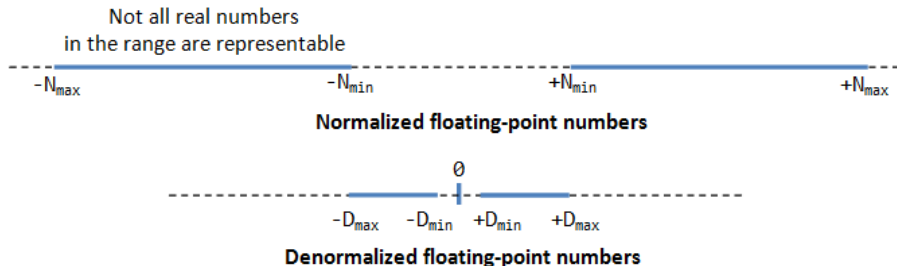 Not all real numbers
in the range are representable
-Nmax -Nmin +Nmin +Nmax
Normalized floating-point numbers
0
-Dmax -Dmin +Dmin +Dmax
Denormalized floating-point numbers